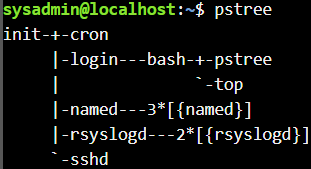 sysadmin@localhost:~$ pstree
init-+-cron
     |-login---bash-+-pstree
     |              `-top
     |-named---3*[{named}]
     |-rsyslogd---2*[{rsyslogd}]
     `-sshd